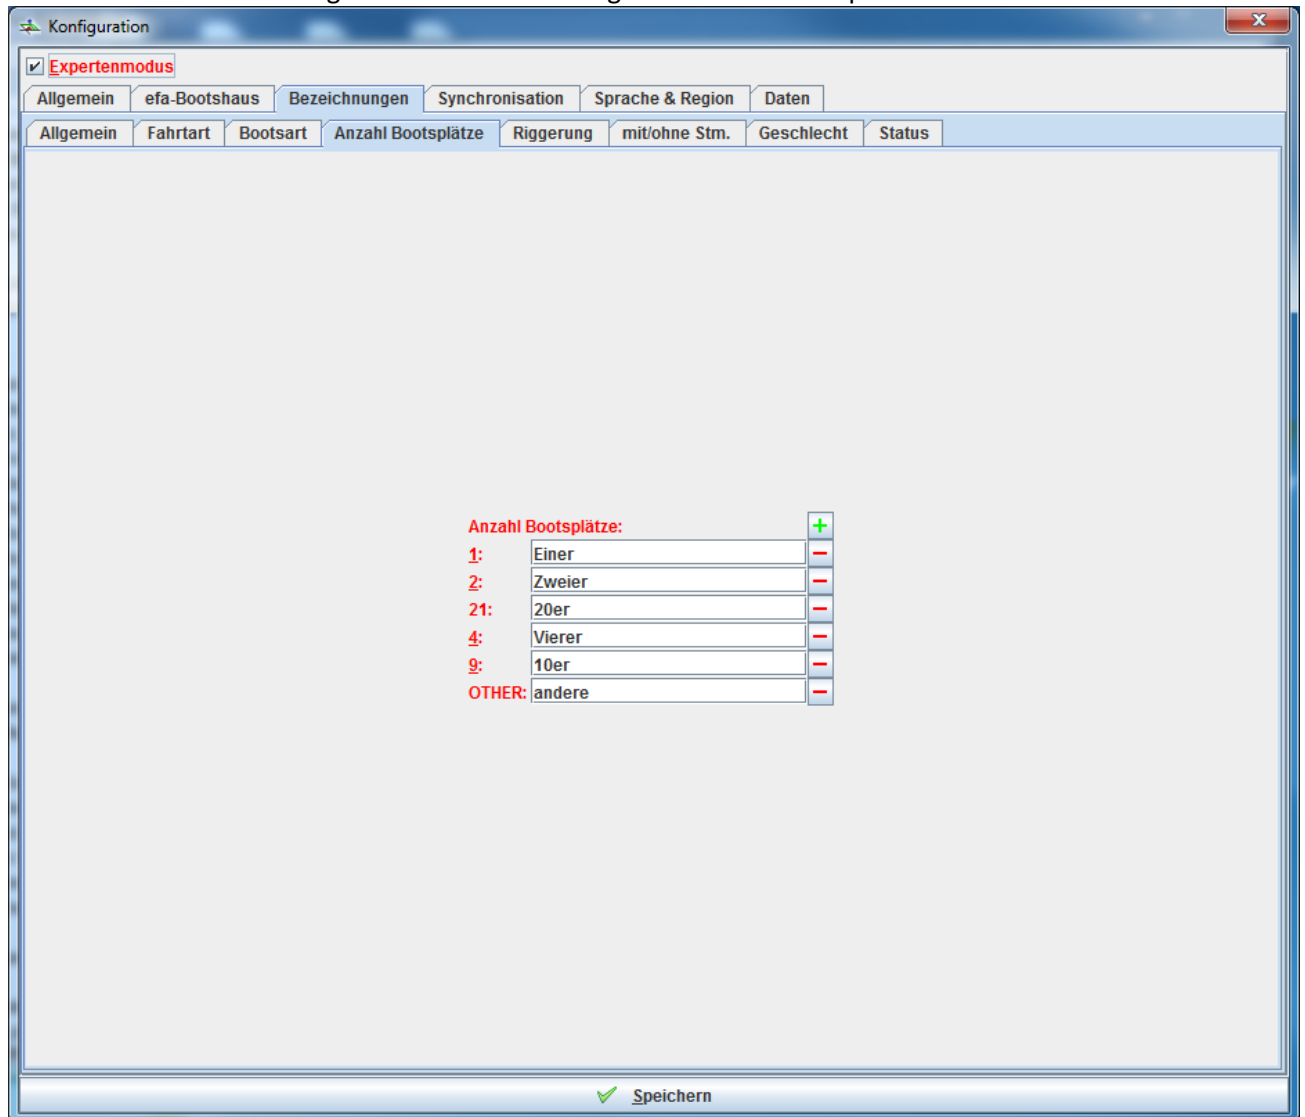 Konfiguration
Expertenmodus
Allgemein efa-Bootshaus Bezeichnungen Synchronisation Sprache & Region Daten
Allgemein Fahrtart Bootsart Anzahl Bootsplätze Riggerung mit/ohne Stm. Geschlecht Status
Anzahl Bootsplätze:
1: Einer
2: Zweier
21: 20er
4: Vierer
9: 10er
OTHER: andere
Speichern